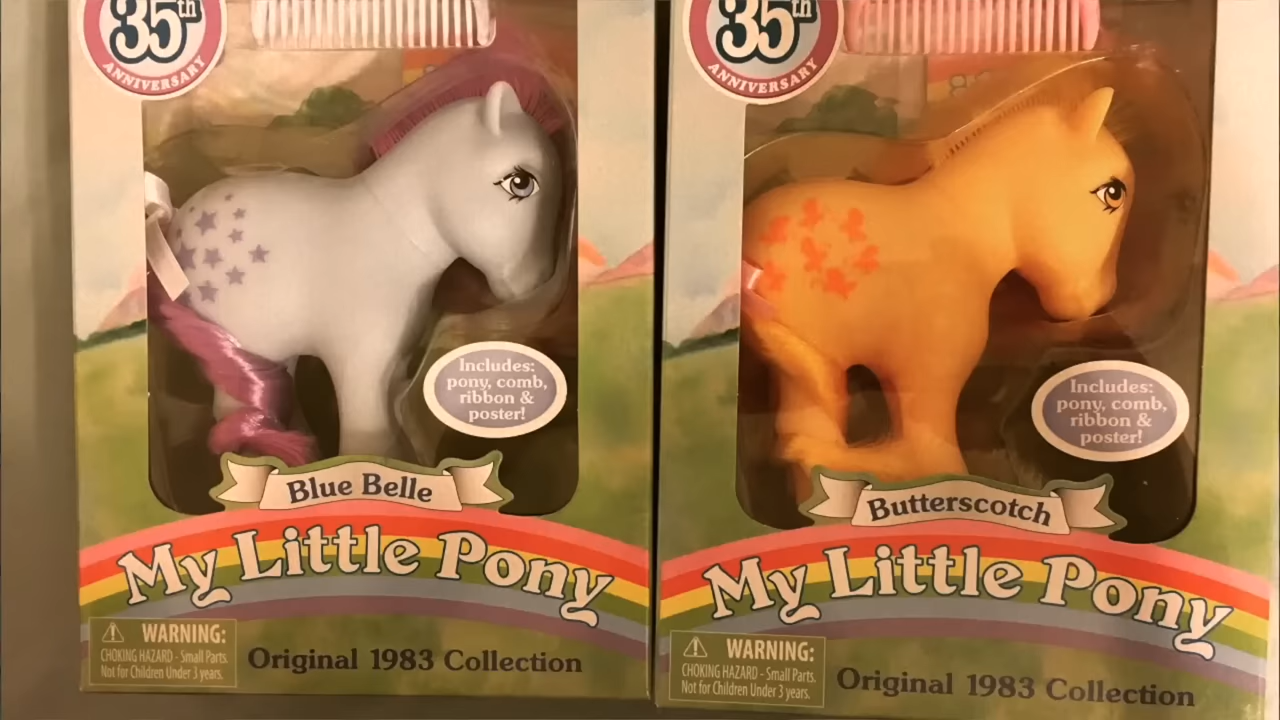 35th
ANNIVERSARY
Includes:
pony, comb,
ribbon &
poster!
Blue Belle
My Little Pony
WARNING:
CHOKING HAZARD - Small Parts.
Not for Children Under 3 years.
Original 1983 Collection
35th
ANNIVERSARY
Includes:
pony, comb,
ribbon &
poster!
Butterscotch
My Little Pony
WARNING:
CHOKING HAZARD - Small Parts.
Not for Children Under 3 years.
Original 1983 Collection